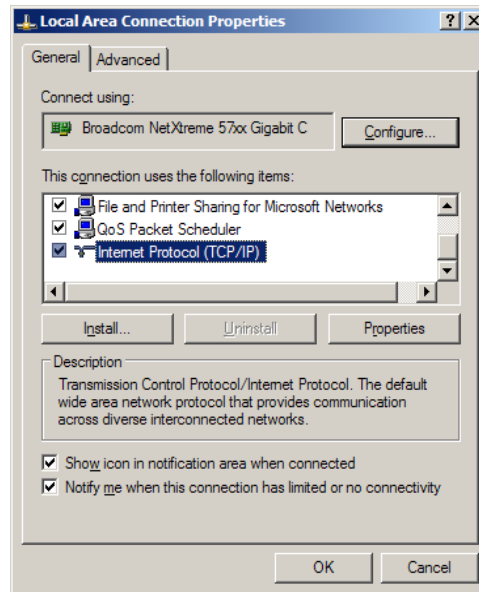 Local Area Connection Properties
General
Advanced
Connect using:
Broadcom NetXtreme 57xx Gigabit C
Configure...
This connection uses the following items:
File and Printer Sharing for Microsoft Networks
QoS Packet Scheduler
Internet Protocol (TCP/IP)
Install...
Uninstall
Properties
Description
Transmission Control Protocol/Internet Protocol. The default
wide area network protocol that provides communication
across diverse interconnected networks.
Show icon in notification area when connected
Notify me when this connection has limited or no connectivity
OK
Cancel